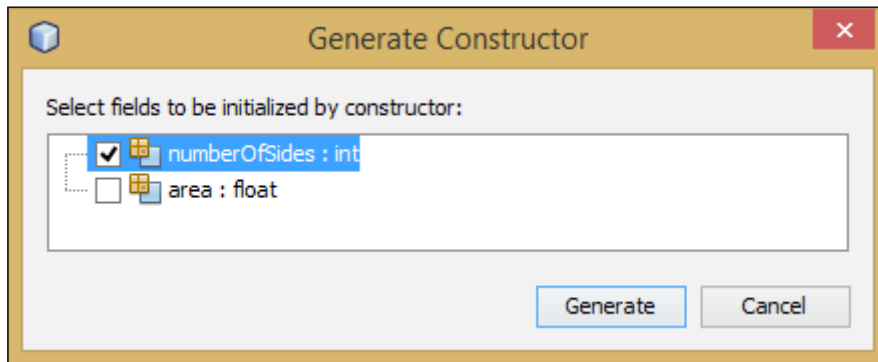 Generate Constructor
Select fields to be initialized by constructor:
numberOfSides : int
area : float
Generate Cancel